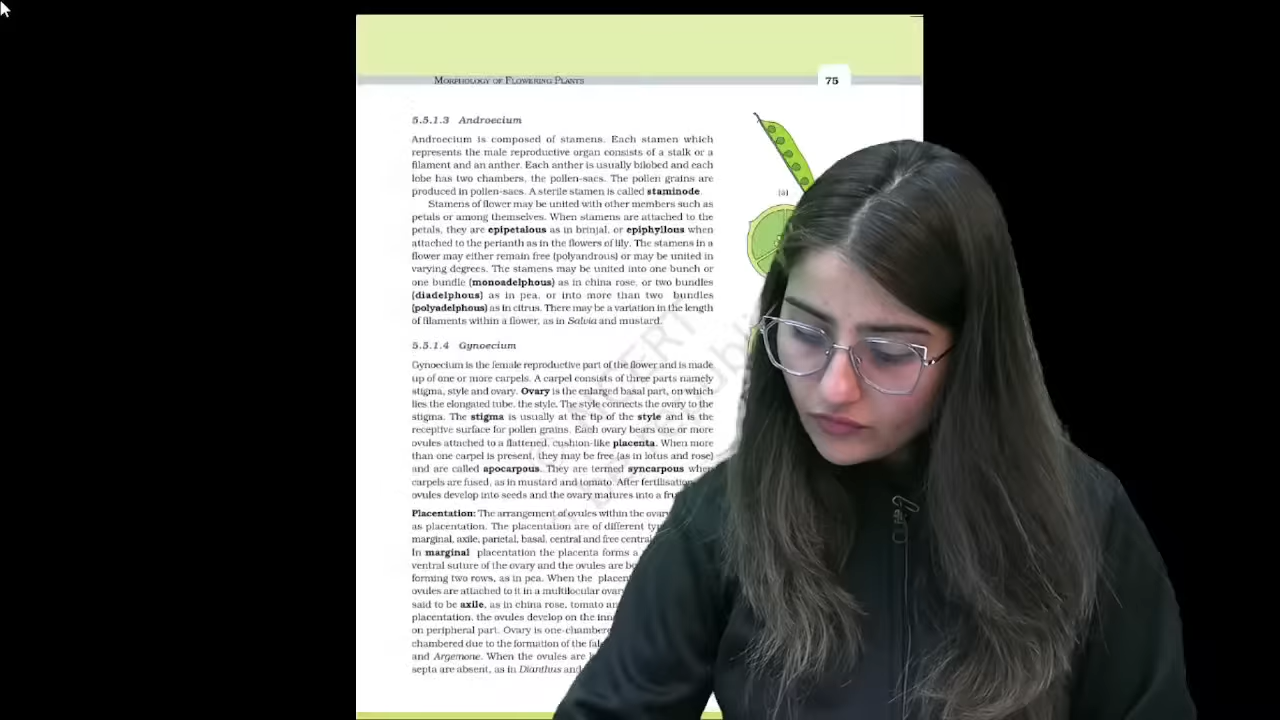 MORPHOLOGY OF FLOWERING PLANTS
75
5.5.1.3 Androecium
Androecium is composed of stamens. Each stamen which
represents the male reproductive organ consists of a stalk or a
filament and an anther. Each anther is usually bilobed and each
lobe has two chambers, the pollen-sacs. The pollen grains are
produced in pollen-sacs. A sterile stamen is called staminode.
Stamens of flower may be united with other members such as
petals or among themselves. When stamens are attached to the
petals, they are epipetalous as in brinjal, or epiphyllous when
attached to the perianth as in the flowers of lily. The stamens in a
flower may either remain free (polyandrous) or may be united in
varying degrees. The stamens may be united into one bunch or
one bundle (monoadelphous) as in china rose, or two bundles
(diadelphous) as in pea, or into more than two bundles
(polyadelphous) as in citrus. There may be a variation in the length
of filaments within a flower, as in Salvia and mustard.
(a)
5.5.1.4 Gynoecium
Gynoecium is the female reproductive part of the flower and is made
up of one or more carpels. A carpel consists of three parts namely
stigma, style and ovary. Ovary is the enlarged basal part, on which
lies the elongated tube, the style. The style connects the ovary to the
stigma. The stigma is usually at the tip of the style and is the
receptive surface for pollen grains. Each ovary bears one or more
ovules attached to a flattened, cushion-like placenta. When more
than one carpel is present, they may be free (as in lotus and rose)
and are called apocarpous. They are termed syncarpous when
carpels are fused, as in mustard and tomato. After fertilisation
ovules develop into seeds and the ovary matures into a
Placentation: The arrangement of ovules within the ovary
as placentation. The placentation are of different
marginal, axile, parietal, basal, central and free central
In marginal placentation the placenta forms a
ventral suture of the ovary and the ovules are
forming two rows, as in pea. When the
ovules are attached to it in a multilocular
said to be axile, as in china rose, tomato
placentation, the ovules develop on the
on peripheral part. Ovary is
chambered due to the formation of the
and Argemone. When the ovules are
septa are absent, as in Dianthus